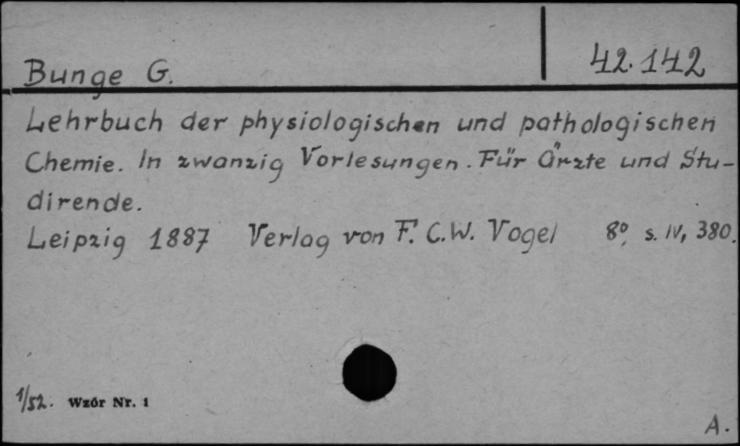 Bunge G.
42.142
Lehrbuch der physiologischen und pathologischen
Chemie. In zwanzig Vorlesungen. Für Ärzte und Stu-
dirende.
Leipzig 1887 Verlag von F. C. W. Vogel 8°, s. IV, 380.
1/52. Wzór Nr. 1
A.